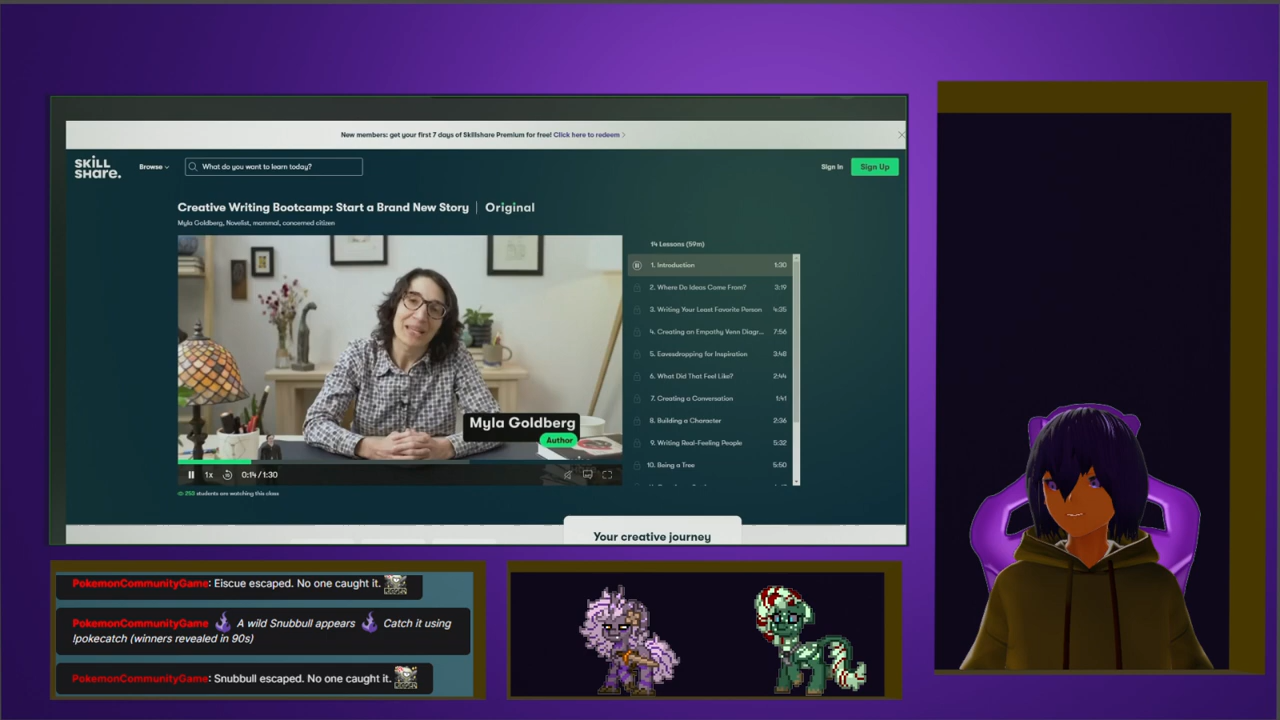 New members: get your first 7 days of Skillshare Premium for free! Click here to redeem >
SKILL
SHARE.
Browse
What do you want to learn today?
Sign In
Sign Up
Creative Writing Bootcamp: Start a Brand New Story | Original
Myla Goldberg, Novelist, mammal, concerned citizen
14 Lessons (59m)
1. Introduction 1:30
2. Where Do Ideas Come From? 3:19
3. Writing Your Least Favorite Person 4:35
4. Creating an Empathy Venn Diagr... 7:56
5. Eavesdropping for Inspiration 3:48
6. What Did That Feel Like? 2:44
7. Creating a Conversation 1:41
8. Building a Character 2:36
9. Writing Real-Feeling People 5:32
10. Being a Tree 5:50
Myla Goldberg
Author
1x 0:14 / 1:30
293 students are watching this class
Your creative journey
PokemonCommunityGame: Eiscue escaped. No one caught it.
PokemonCommunityGame A wild Snubbull appears Catch it using
!pokecatch (winners revealed in 90s)
PokemonCommunityGame: Snubbull escaped. No one caught it.